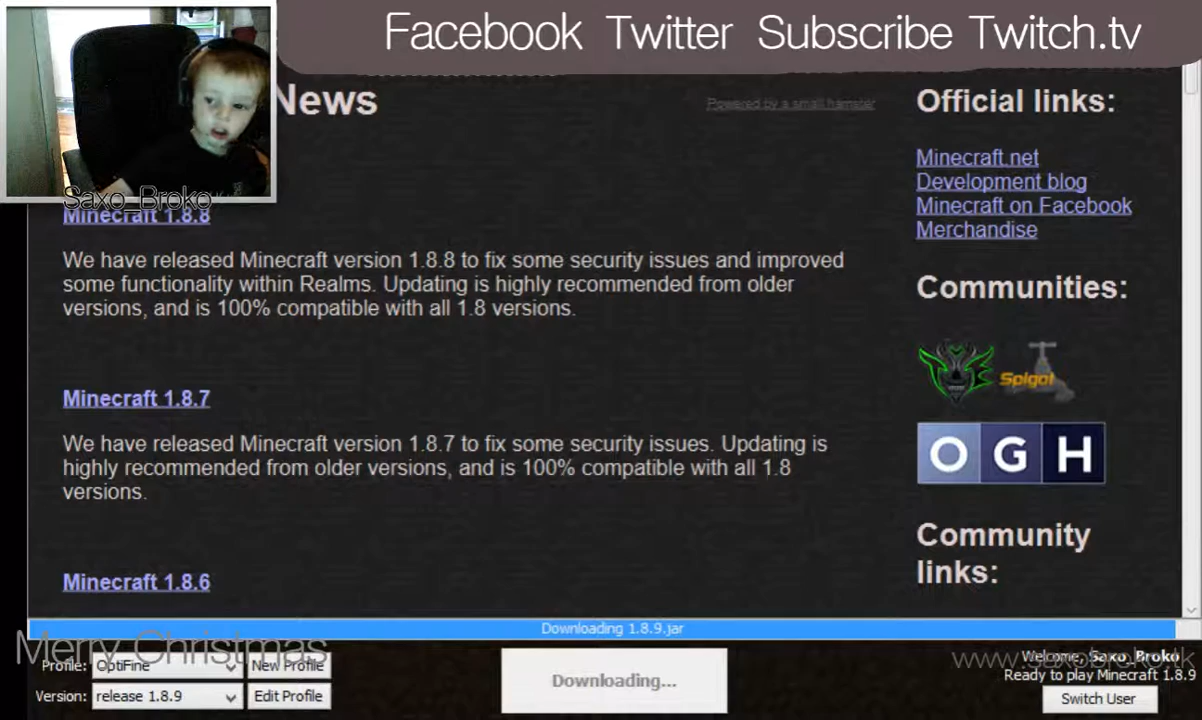 Facebook Twitter Subscribe Twitch.tv
News
Powered by a small hamster
Saxo_Broko
Minecraft 1.8.8
We have released Minecraft version 1.8.8 to fix some security issues and improved
some functionality within Realms. Updating is highly recommended from older
versions, and is 100% compatible with all 1.8 versions.
Minecraft 1.8.7
We have released Minecraft version 1.8.7 to fix some security issues. Updating is
highly recommended from older versions, and is 100% compatible with all 1.8
versions.
Minecraft 1.8.6
Official links:
Minecraft.net
Development blog
Minecraft on Facebook
Merchandise
Communities:
Spigot
OGH
Community
links:
Downloading 1.8.9.jar
Merry Christmas
Profile: OptiFine New Profile
Version: release 1.8.9 Edit Profile
Downloading...
Welcome, Saxo_Broko
Ready to play Minecraft 1.8.9
Switch User